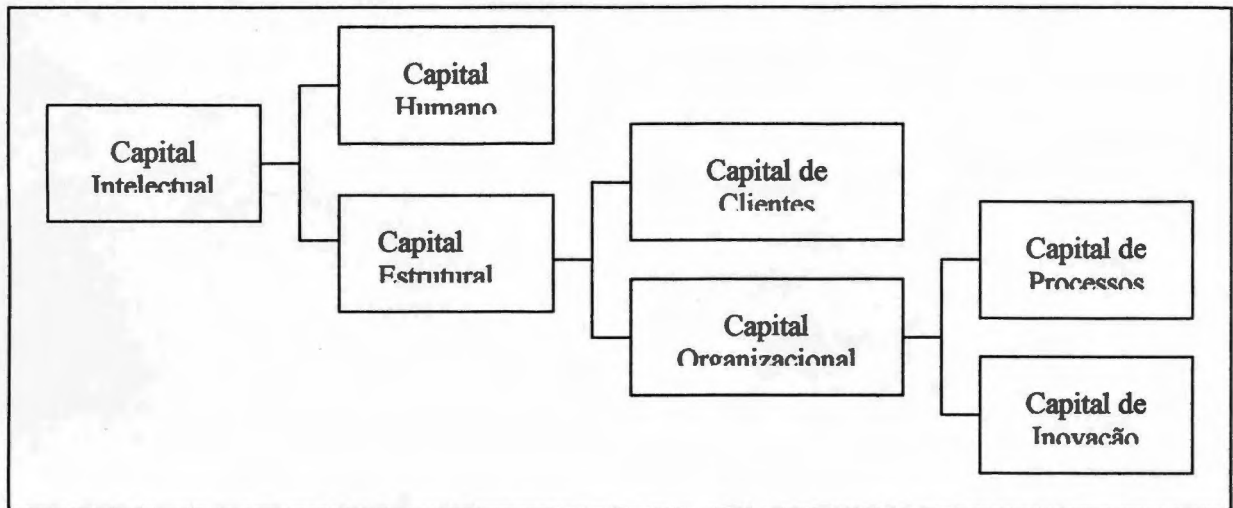 Capital
Humano
Capital
Intelectual
Capital
Estrutural
Capital de
Clientes
Capital
Organizacional
Capital de
Processos
Capital de
Inovação